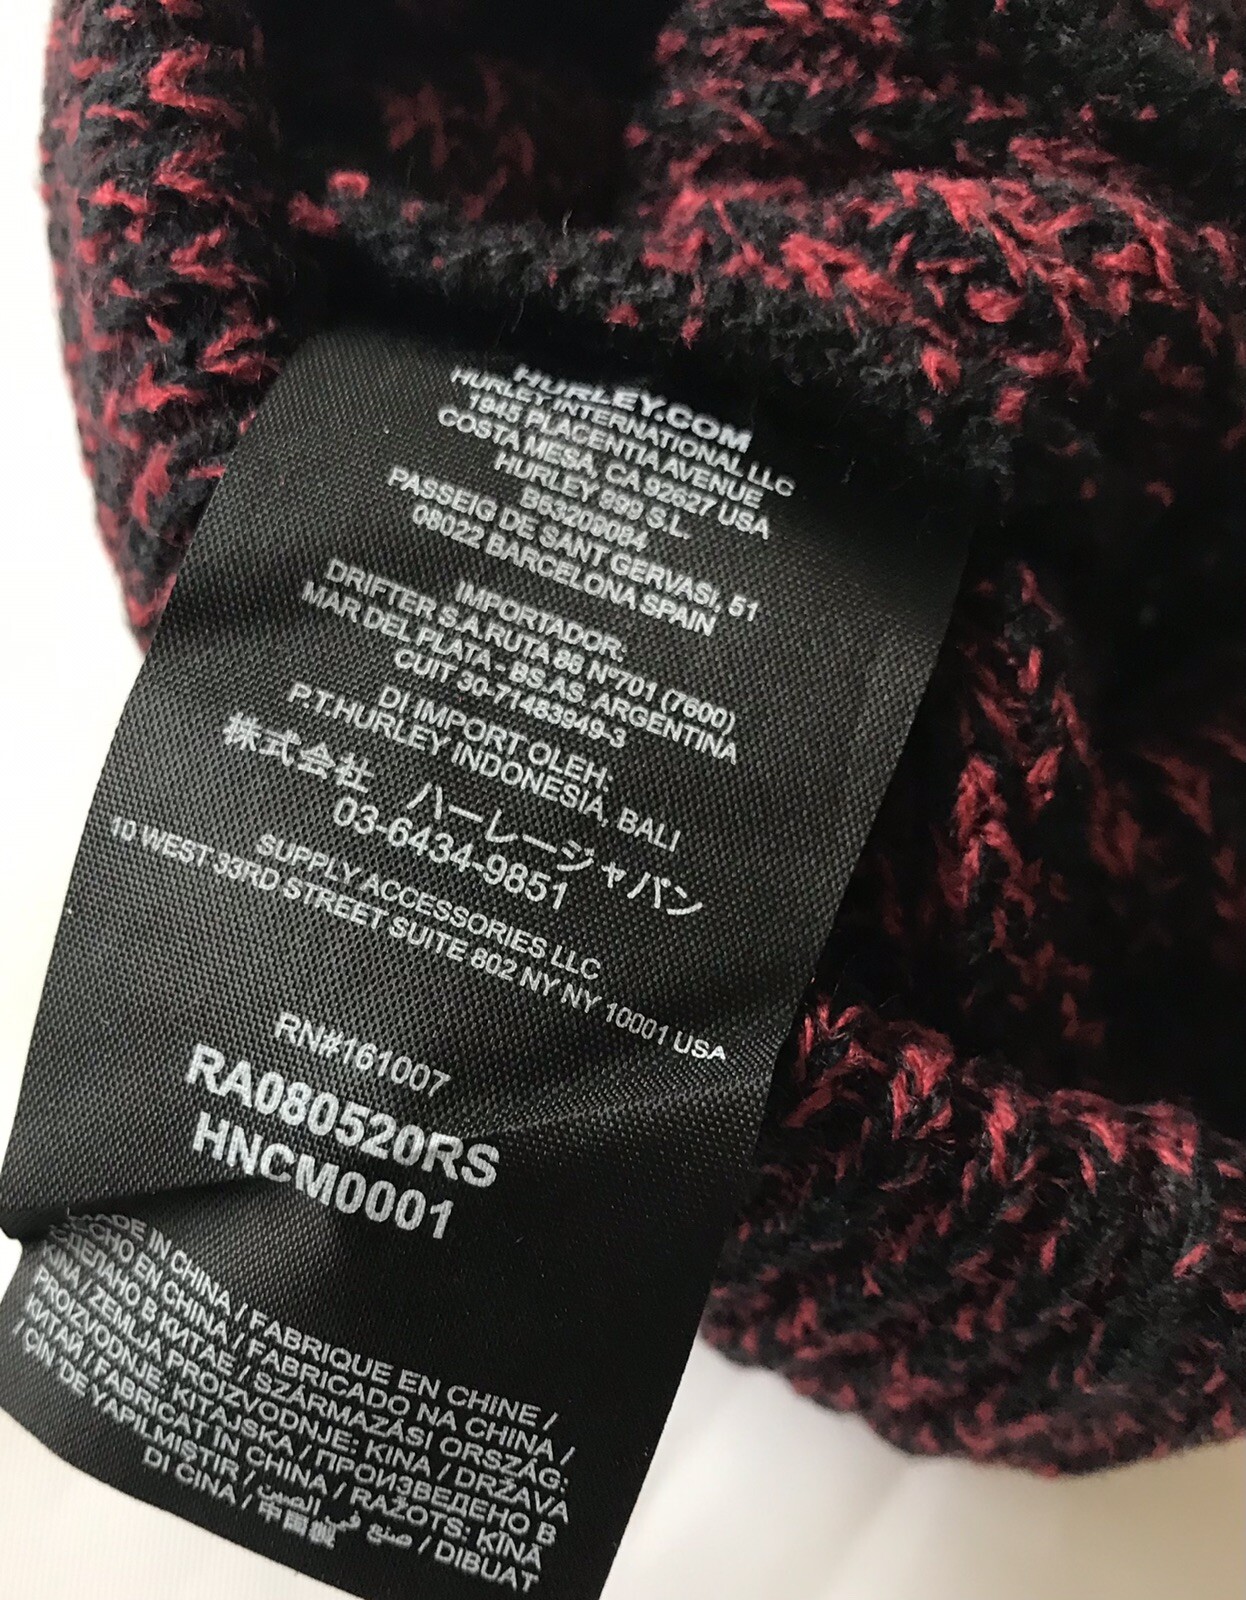 HURLEY.COM
HURLEY INTERNATIONAL LLC
1945 PLACENTIA AVENUE
COSTA MESA, CA 92627 USA
HURLEY 999 S.L.
B63209084
PASSEIG DE SANT GERVASI, 51
08022 BARCELONA SPAIN
IMPORTADOR.
DRIFTER S.A.RUTA 88 Nº701 (7600)
MAR DEL PLATA - BS.AS. ARGENTINA
CUIT 30-71483949-3
DI IMPORT OLEH:
P.T.HURLEY INDONESIA, BALI
株式会社 ハーレージャパン
03-6434-9851
SUPPLY ACCESSORIES LLC
10 WEST 33RD STREET SUITE 802 NY NY 10001 USA
RN#161007
RA080520RS
HNCM0001
DE IN CHINA / FABRIQUE EN CHINE /
CHO EN CHINA / FABRICADO NA CHINA /
СДЕЛАНО В КИТАЕ / SZÁRMAZÁSI ORSZÁG:
KÍNA / ZEMLJA PROIZVODNJE: KINA / DRŽAVA
PROIZVODNJE: KITAJSKA / ПРОИЗВЕДЕНО В
КИТАЙ / FABRICAT ÎN CHINA / RAŽOTS: ĶĪNĀ
/ ÇİN DE YAPILMIŞTIR / صنع في الصين / DIBUAT
DI CINA / 中国製